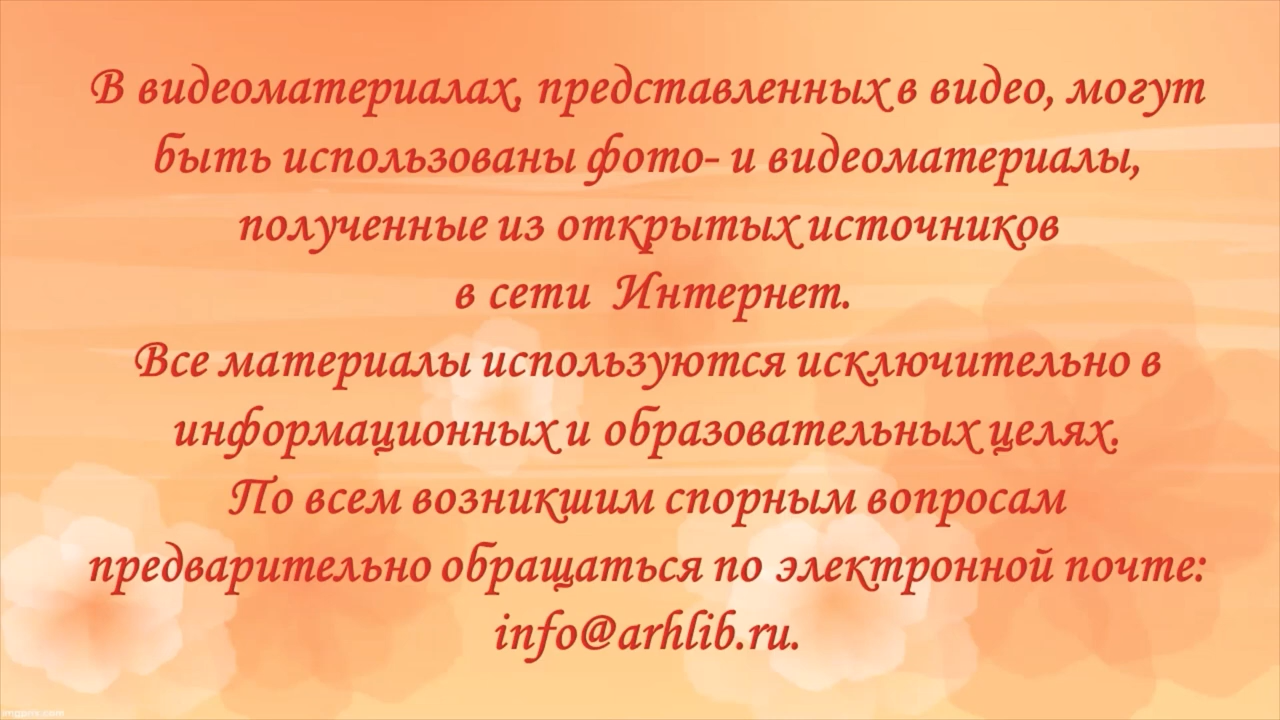 В видеоматериалах, представленных в видео, могут
быть использованы фото- и видеоматериалы,
полученные из открытых источников
в сети Интернет.
Все материалы используются исключительно в
информационных и образовательных целях.
По всем возникшим спорным вопросам
предварительно обращаться по электронной почте:
info@arhlib.ru.